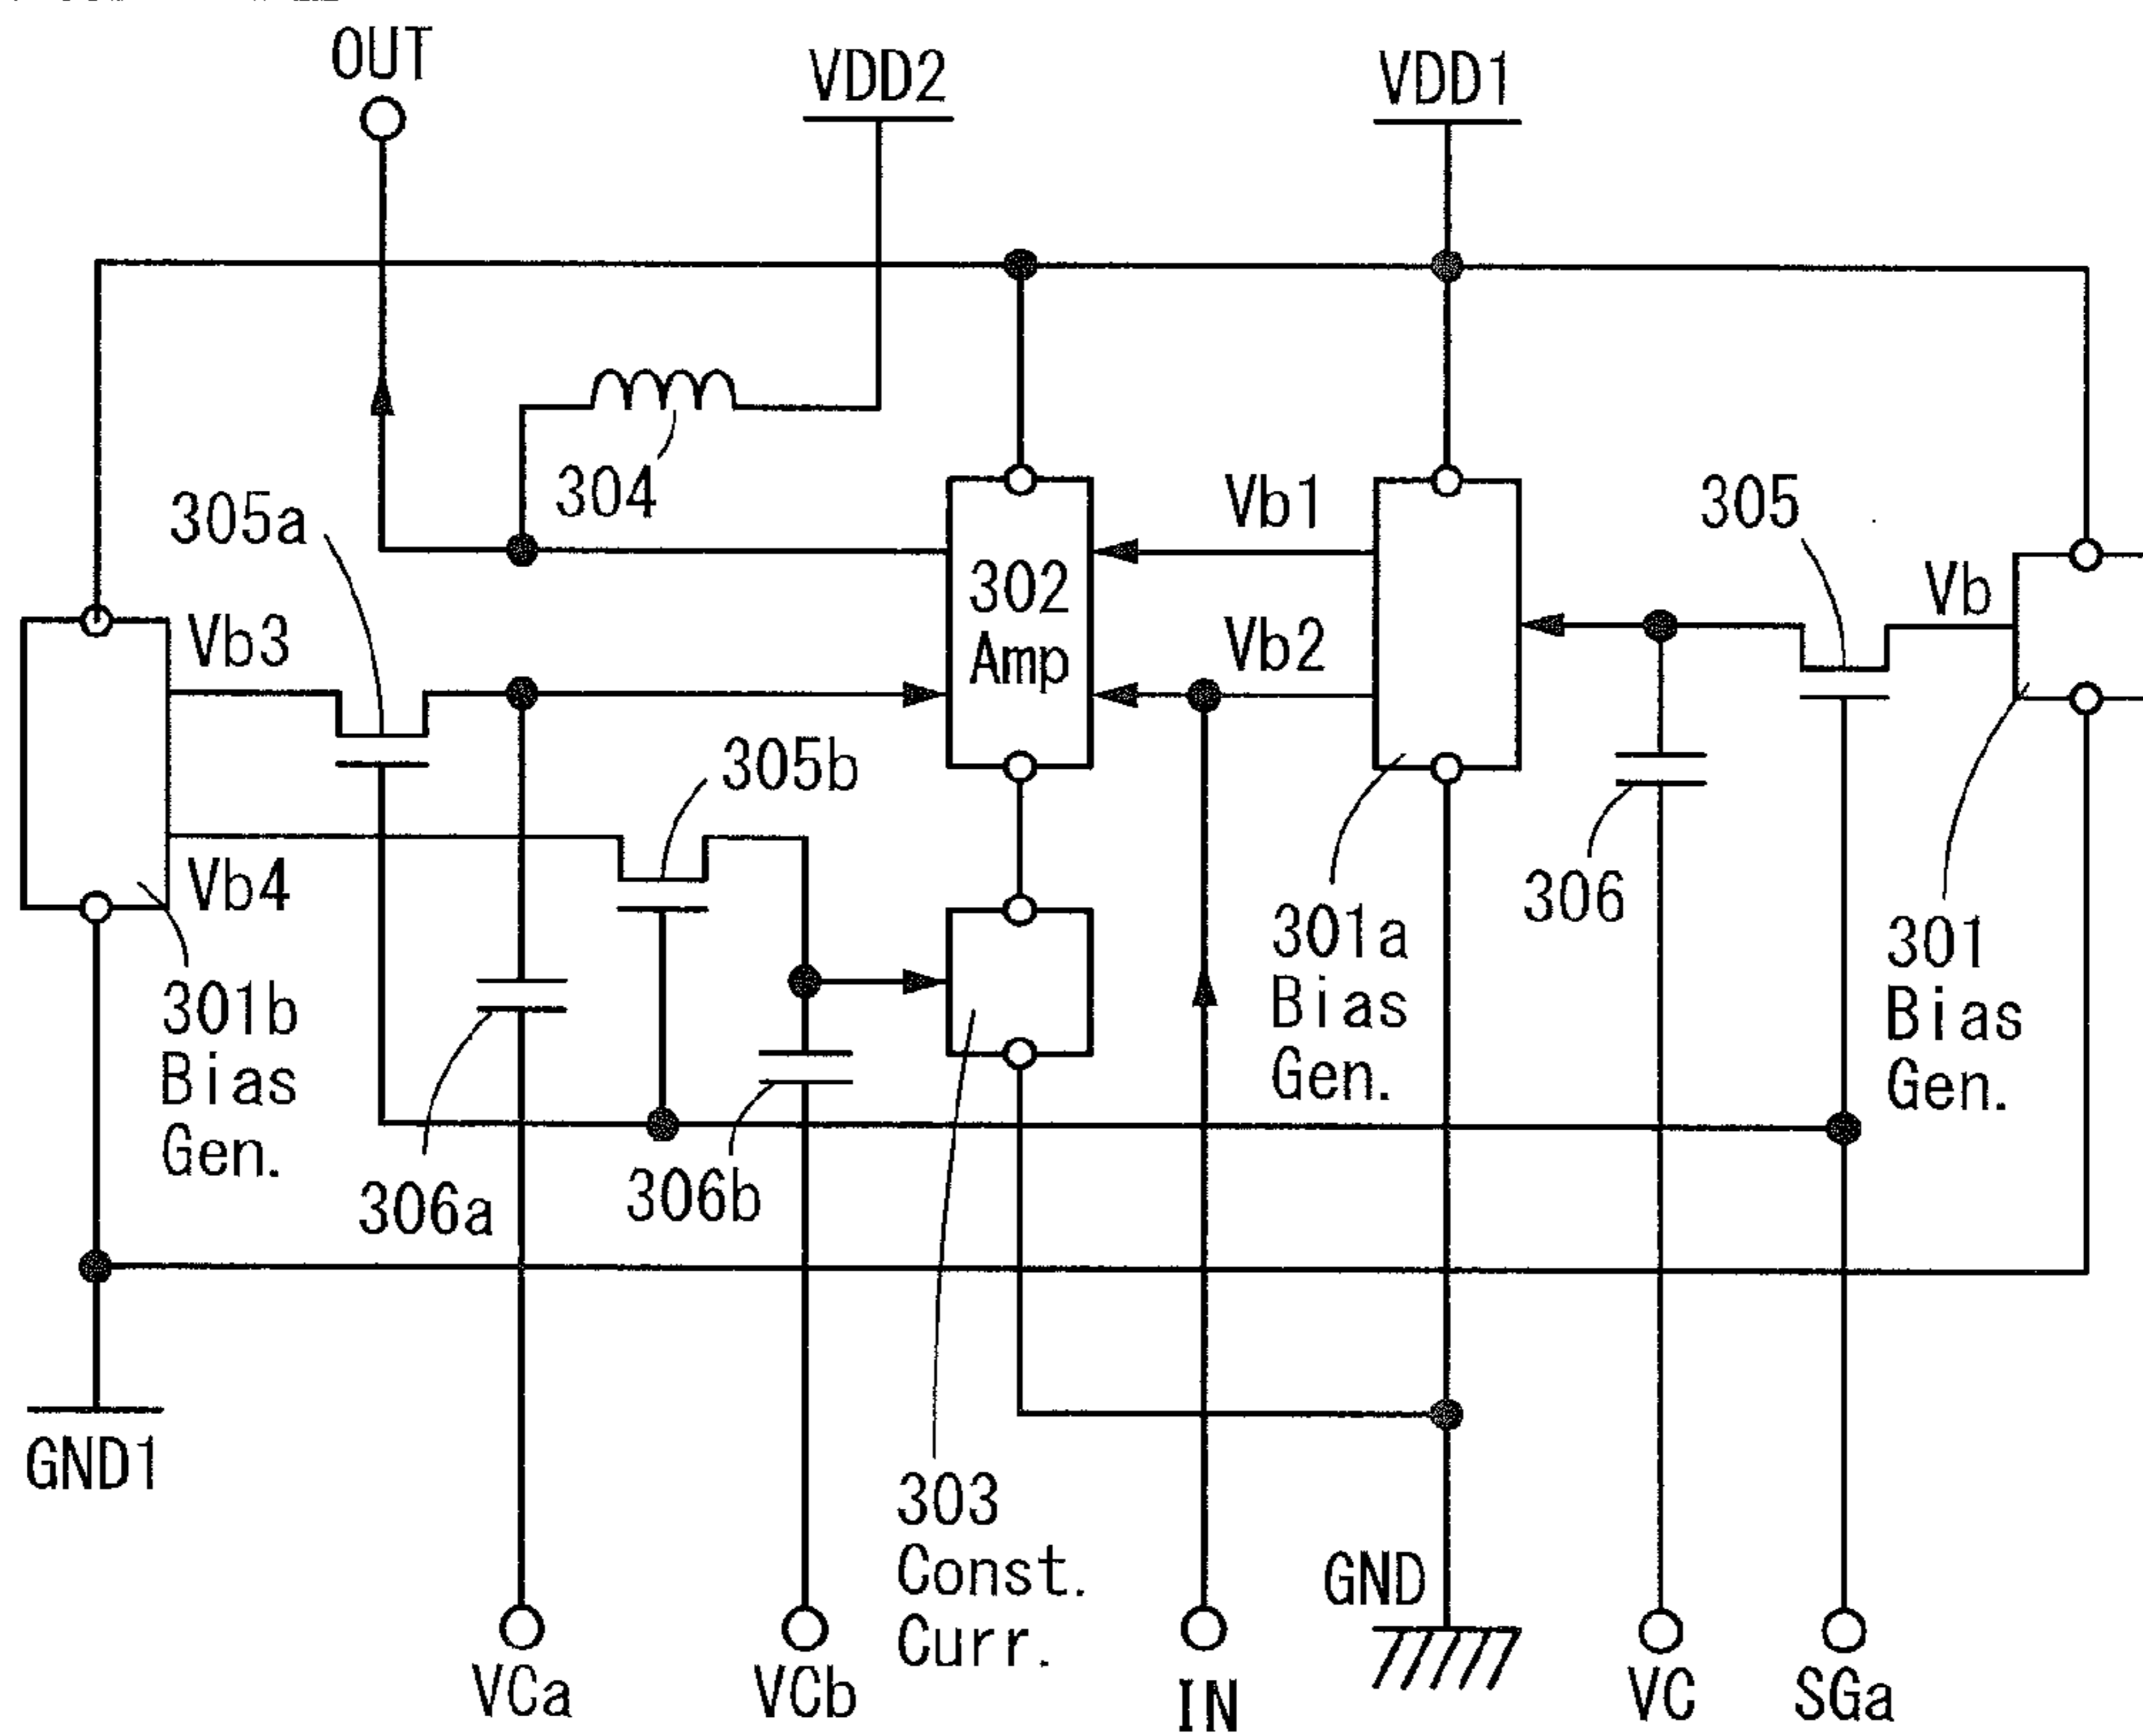 OUT
VDD2
VDD1
304
305a
Vb1
305
302
Amp
Vb
Vb3
Vb2
305b
Vb4
301b
Bias
Gen.
301a
Bias
Gen.
306
301
Bias
Gen.
306a
306b
GND1
303
Const.
Curr.
GND
VCa
VCb
IN
VC
SGa